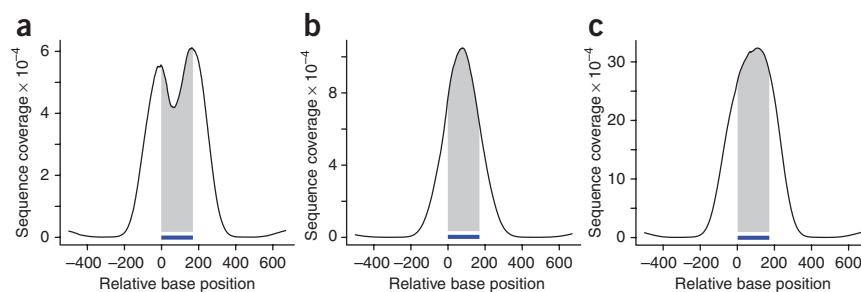 a
Sequence coverage × 10⁻⁴
6
4
2
0
−400 −200 0 200 400 600
Relative base position
b
Sequence coverage × 10⁻⁴
8
4
0
−400 −200 0 200 400 600
Relative base position
c
Sequence coverage × 10⁻⁴
30
20
10
0
−400 −200 0 200 400 600
Relative base position